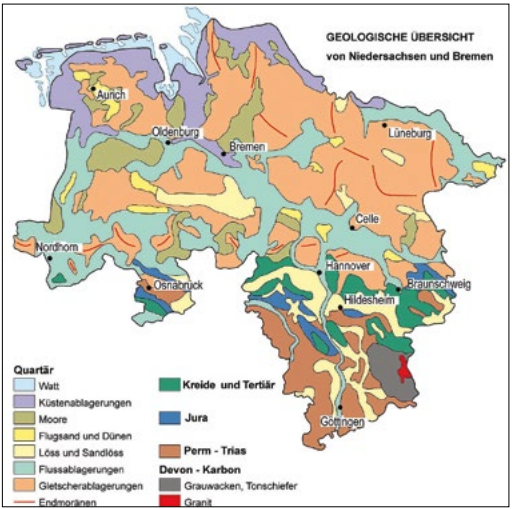 GEOLOGISCHE ÜBERSICHT
von Niedersachsen und Bremen
Aurich
Oldenburg
Bremen
Lüneburg
Celle
Nordhorn
Hannover
Osnabrück
Braunschweig
Hildesheim
Göttingen
Quartär
Watt
Küstenablagerungen
Moore
Flugsand und Dünen
Löss und Sandlöss
Flussablagerungen
Gletscherablagerungen
Endmoränen
Kreide und Tertiär
Jura
Perm - Trias
Devon - Karbon
Grauwacken, Tonschiefer
Granit